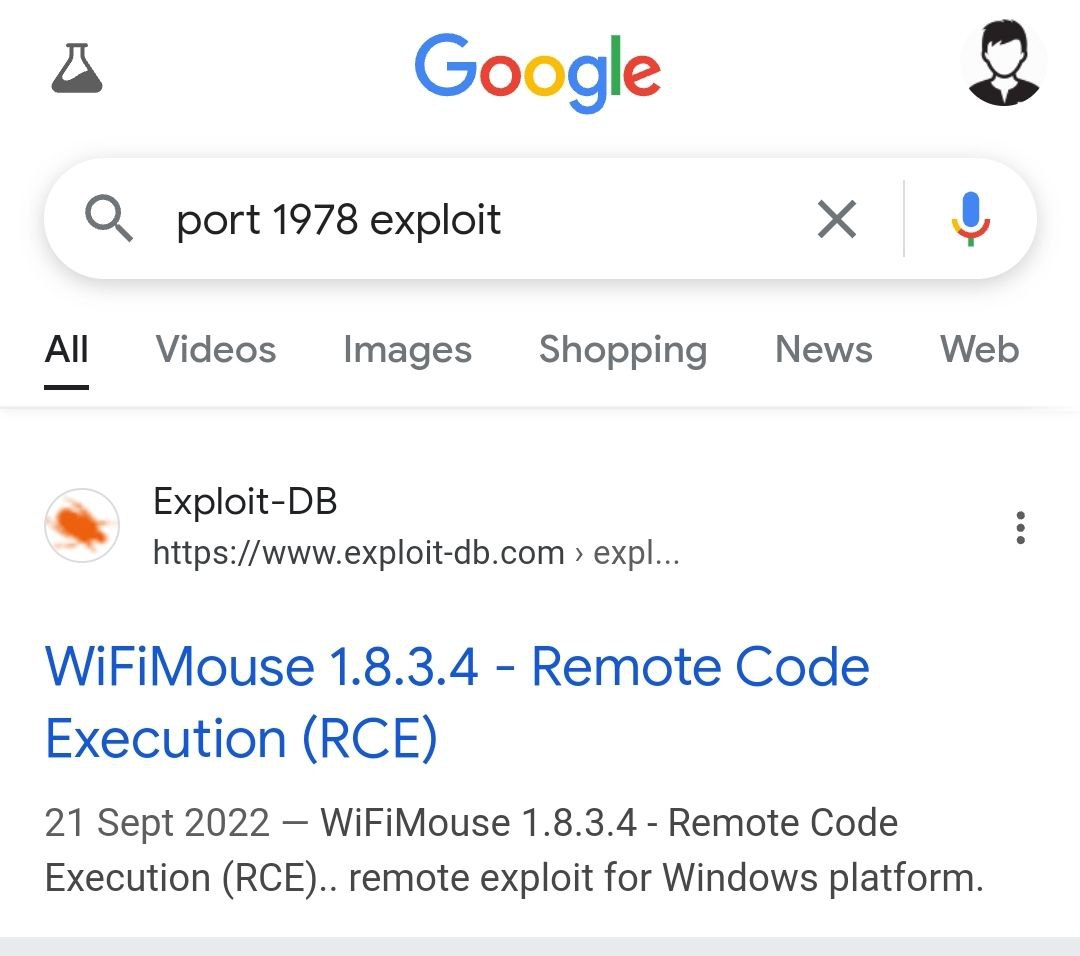 Google
port 1978 exploit
All Videos Images Shopping News Web
Exploit-DB
https://www.exploit-db.com › expl...
WiFiMouse 1.8.3.4 - Remote Code
Execution (RCE)
21 Sept 2022 — WiFiMouse 1.8.3.4 - Remote Code
Execution (RCE).. remote exploit for Windows platform.